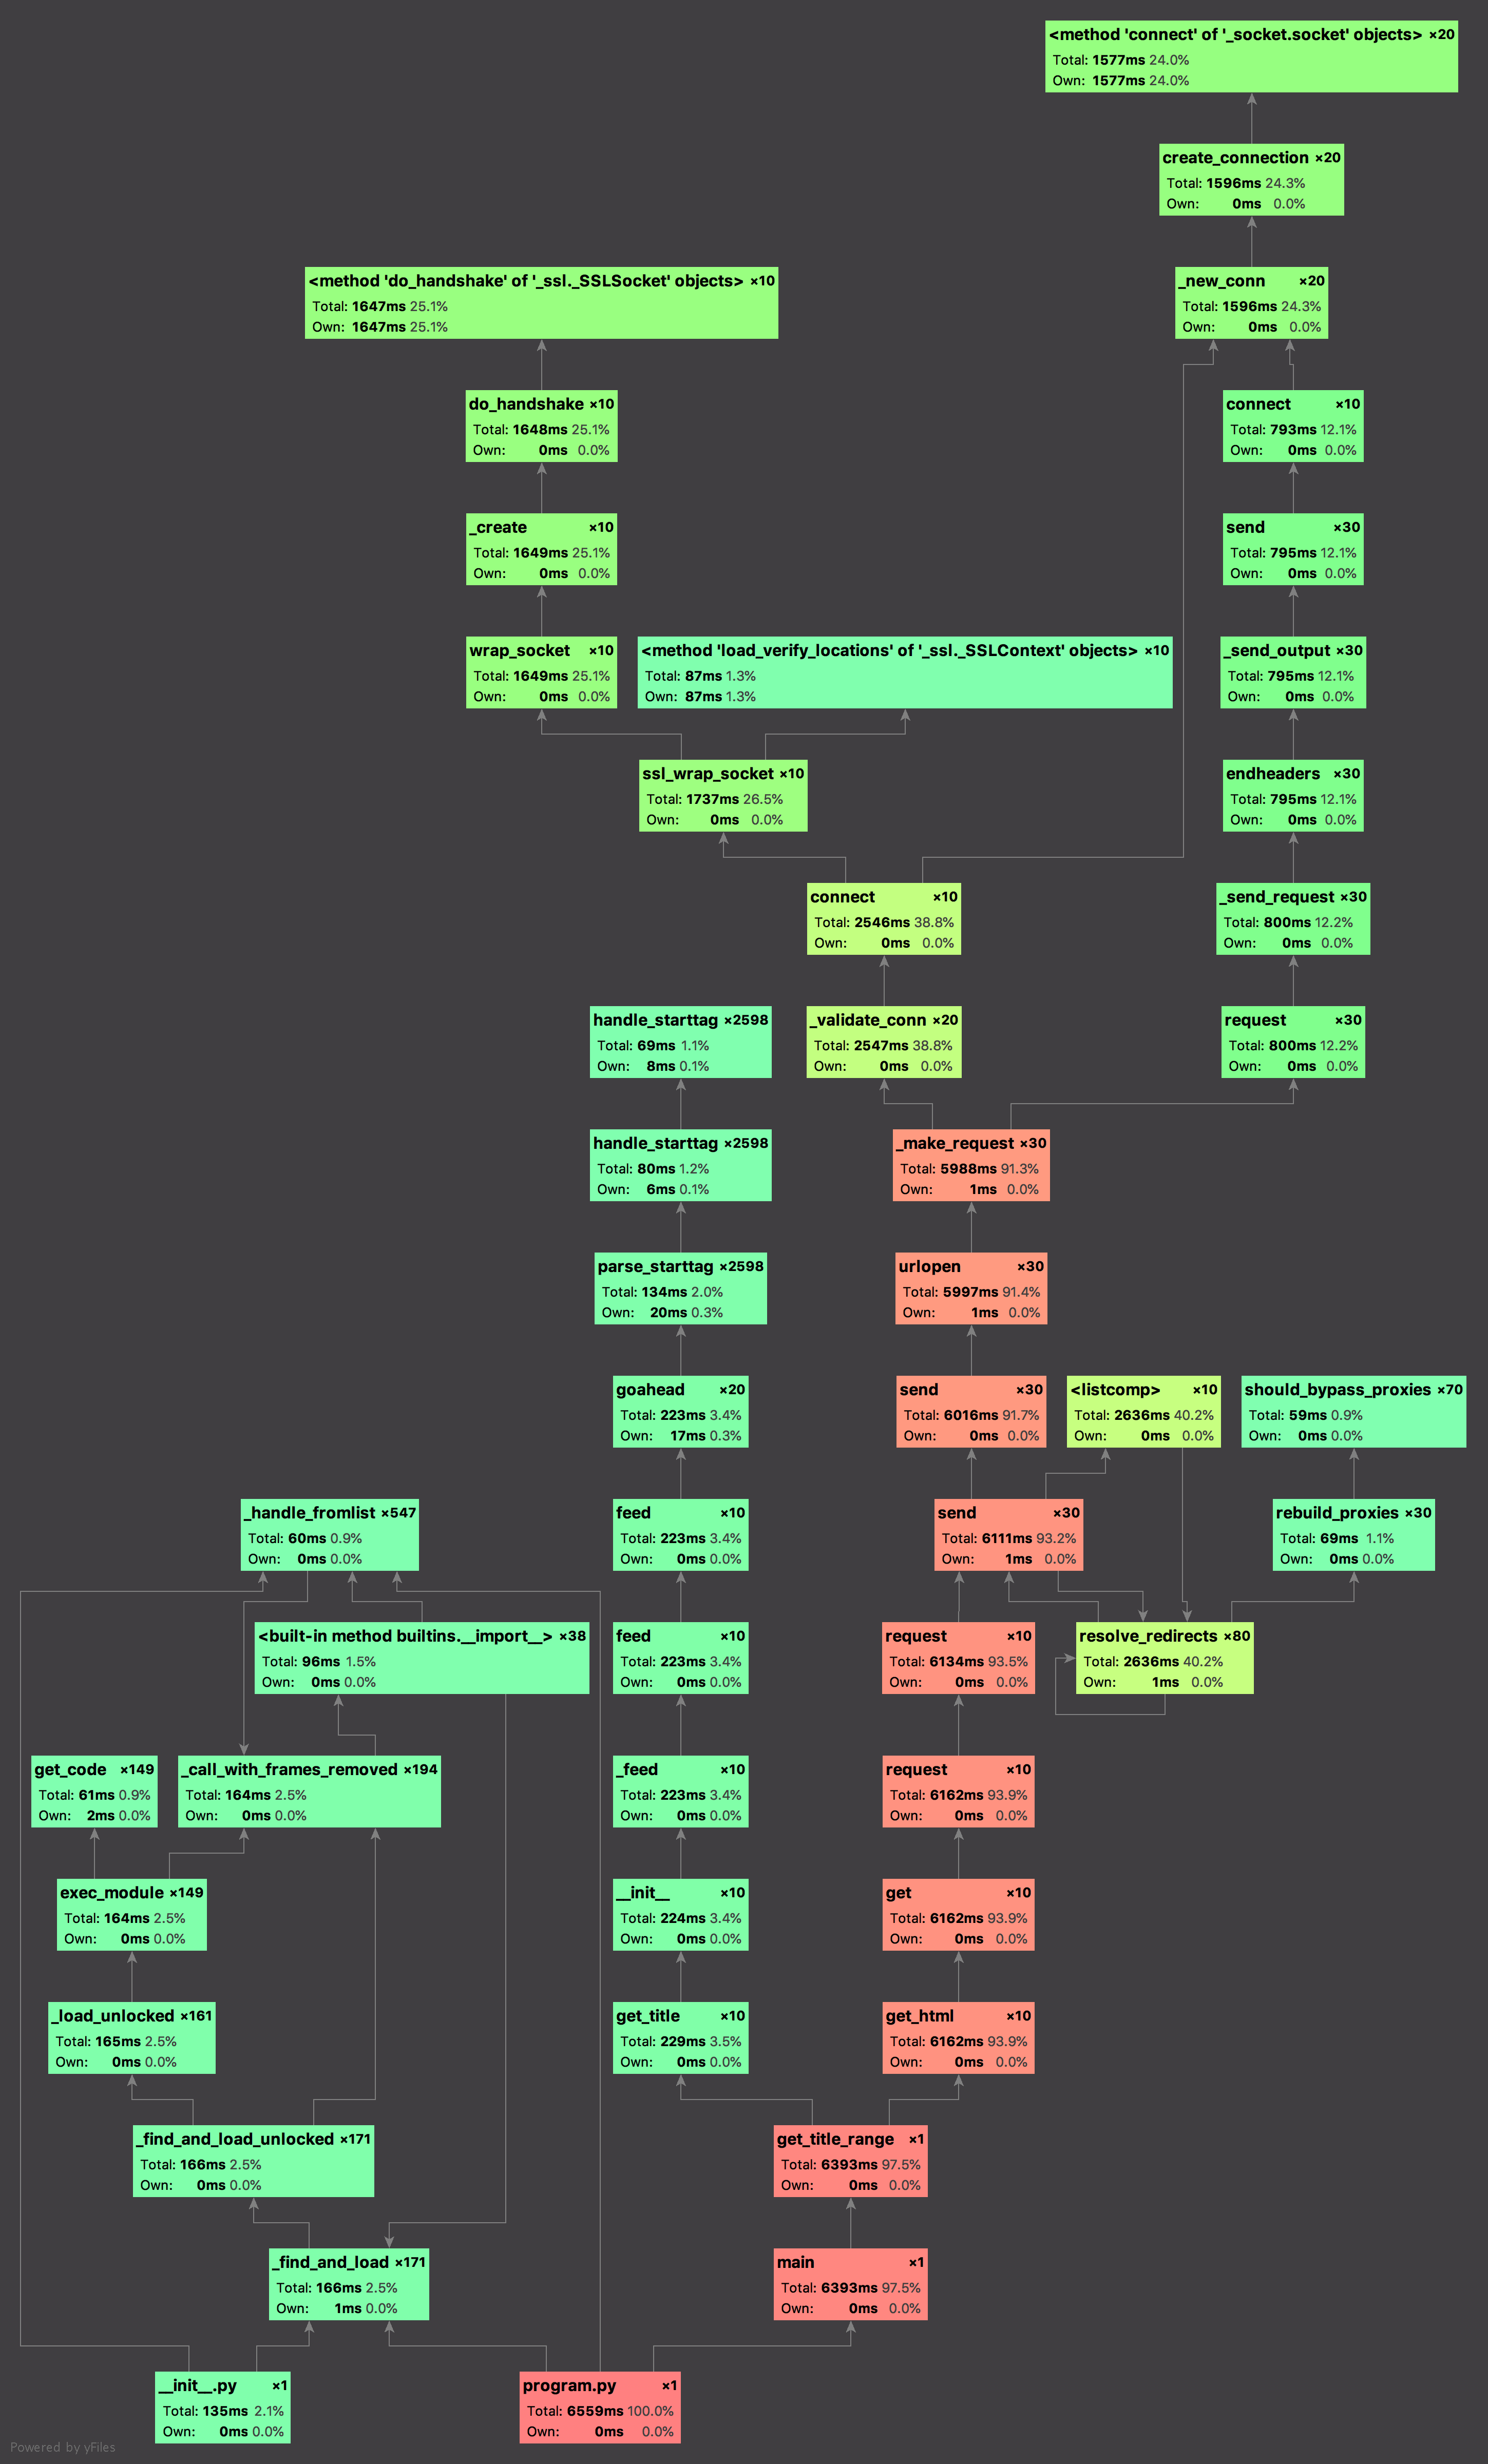 <method 'connect' of '_socket.socket' objects> ×20
Total: 1577ms 24.0%
Own: 1577ms 24.0%
create_connection ×20
Total: 1596ms 24.3%
Own: 0ms 0.0%
<method 'do_handshake' of '_ssl._SSLSocket' objects> ×10
Total: 1647ms 25.1%
Own: 1647ms 25.1%
_new_conn ×20
Total: 1596ms 24.3%
Own: 0ms 0.0%
do_handshake ×10
Total: 1648ms 25.1%
Own: 0ms 0.0%
connect ×10
Total: 793ms 12.1%
Own: 0ms 0.0%
_create ×10
Total: 1649ms 25.1%
Own: 0ms 0.0%
send ×30
Total: 795ms 12.1%
Own: 0ms 0.0%
wrap_socket ×10
Total: 1649ms 25.1%
Own: 0ms 0.0%
<method 'load_verify_locations' of '_ssl._SSLContext' objects> ×10
Total: 87ms 1.3%
Own: 87ms 1.3%
_send_output ×30
Total: 795ms 12.1%
Own: 0ms 0.0%
ssl_wrap_socket ×10
Total: 1737ms 26.5%
Own: 0ms 0.0%
endheaders ×30
Total: 795ms 12.1%
Own: 0ms 0.0%
connect ×10
Total: 2546ms 38.8%
Own: 0ms 0.0%
_send_request ×30
Total: 800ms 12.2%
Own: 0ms 0.0%
handle_starttag ×2598
Total: 69ms 1.1%
Own: 8ms 0.1%
_validate_conn ×20
Total: 2547ms 38.8%
Own: 0ms 0.0%
request ×30
Total: 800ms 12.2%
Own: 0ms 0.0%
handle_starttag ×2598
Total: 80ms 1.2%
Own: 6ms 0.1%
_make_request ×30
Total: 5988ms 91.3%
Own: 1ms 0.0%
parse_starttag ×2598
Total: 134ms 2.0%
Own: 20ms 0.3%
urlopen ×30
Total: 5997ms 91.4%
Own: 1ms 0.0%
goahead ×20
Total: 223ms 3.4%
Own: 17ms 0.3%
send ×30
Total: 6016ms 91.7%
Own: 0ms 0.0%
<listcomp> ×10
Total: 2636ms 40.2%
Own: 0ms 0.0%
should_bypass_proxies ×70
Total: 59ms 0.9%
Own: 0ms 0.0%
_handle_fromlist ×547
Total: 60ms 0.9%
Own: 0ms 0.0%
feed ×10
Total: 223ms 3.4%
Own: 0ms 0.0%
send ×30
Total: 6111ms 93.2%
Own: 1ms 0.0%
rebuild_proxies ×30
Total: 69ms 1.1%
Own: 0ms 0.0%
<built-in method builtins.__import__> ×38
Total: 96ms 1.5%
Own: 0ms 0.0%
feed ×10
Total: 223ms 3.4%
Own: 0ms 0.0%
request ×10
Total: 6134ms 93.5%
Own: 0ms 0.0%
resolve_redirects ×80
Total: 2636ms 40.2%
Own: 1ms 0.0%
get_code ×149
Total: 61ms 0.9%
Own: 2ms 0.0%
_call_with_frames_removed ×194
Total: 164ms 2.5%
Own: 0ms 0.0%
_feed ×10
Total: 223ms 3.4%
Own: 0ms 0.0%
request ×10
Total: 6162ms 93.9%
Own: 0ms 0.0%
exec_module ×149
Total: 164ms 2.5%
Own: 0ms 0.0%
__init__ ×10
Total: 224ms 3.4%
Own: 0ms 0.0%
get ×10
Total: 6162ms 93.9%
Own: 0ms 0.0%
_load_unlocked ×161
Total: 165ms 2.5%
Own: 0ms 0.0%
get_title ×10
Total: 229ms 3.5%
Own: 0ms 0.0%
get_html ×10
Total: 6162ms 93.9%
Own: 0ms 0.0%
_find_and_load_unlocked ×171
Total: 166ms 2.5%
Own: 0ms 0.0%
get_title_range ×1
Total: 6393ms 97.5%
Own: 0ms 0.0%
_find_and_load ×171
Total: 166ms 2.5%
Own: 1ms 0.0%
main ×1
Total: 6393ms 97.5%
Own: 0ms 0.0%
__init__.py ×1
Total: 135ms 2.1%
Own: 0ms 0.0%
program.py ×1
Total: 6559ms 100.0%
Own: 0ms 0.0%
Powered by yFiles